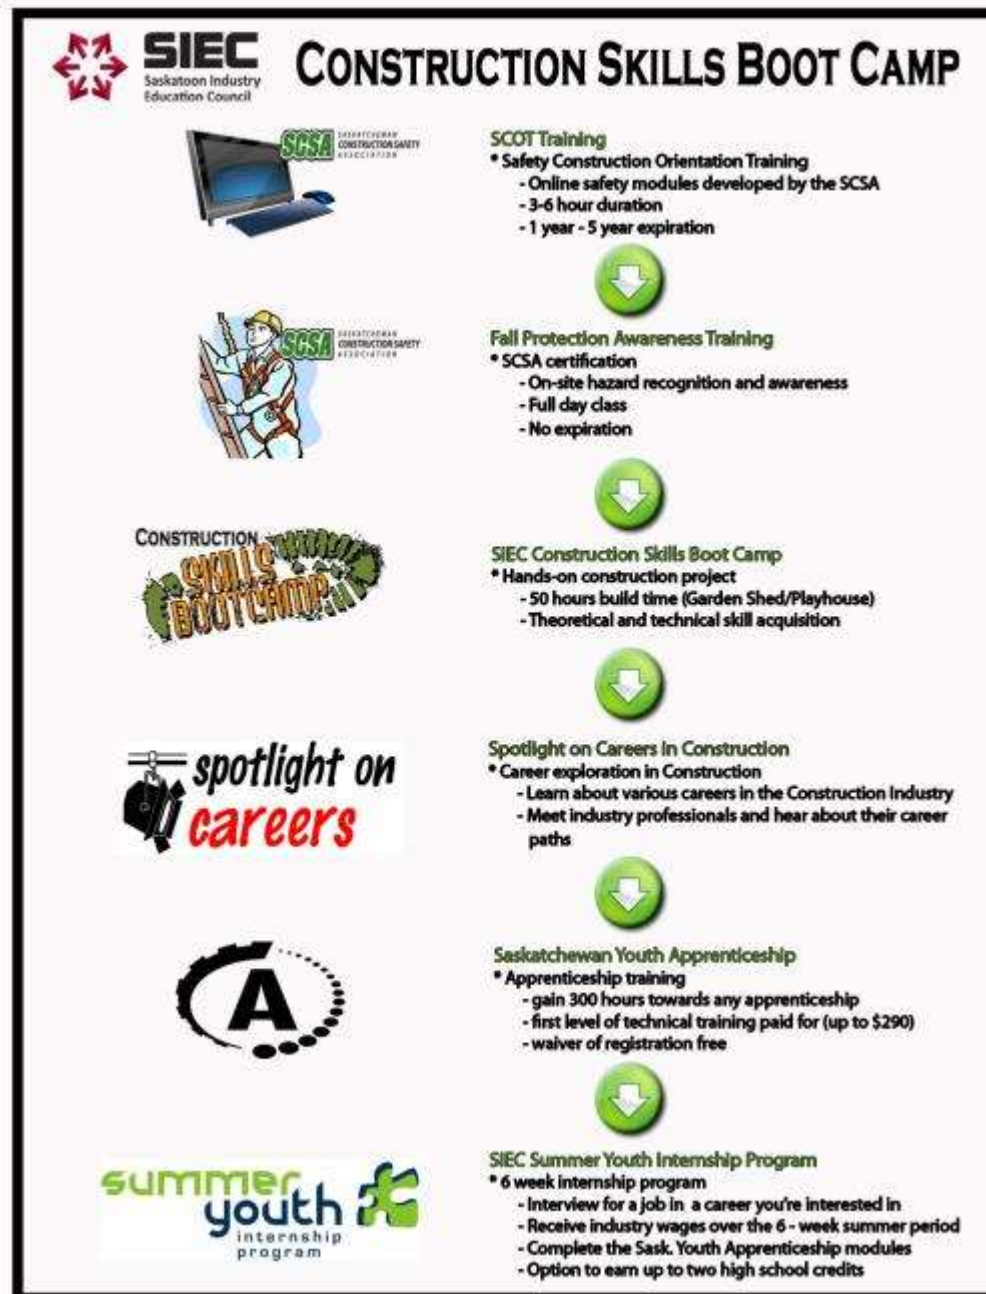 SIEC
Saskatoon Industry
Education Council
CONSTRUCTION SKILLS BOOT CAMP
SCSA
SASKATCHEWAN
CONSTRUCTION SAFETY
ASSOCIATION
SCOT Training
* Safety Construction Orientation Training
- Online safety modules developed by the SCSA
- 3-6 hour duration
- 1 year - 5 year expiration
SCSA
SASKATCHEWAN
CONSTRUCTION SAFETY
ASSOCIATION
Fall Protection Awareness Training
* SCSA certification
- On-site hazard recognition and awareness
- Full day class
- No expiration
CONSTRUCTION
SKILLS
BOOTCAMP
SIEC Construction Skills Boot Camp
* Hands-on construction project
- 50 hours build time (Garden Shed/Playhouse)
- Theoretical and technical skill acquisition
spotlight on
careers
Spotlight on Careers in Construction
* Career exploration in Construction
- Learn about various careers in the Construction Industry
- Meet industry professionals and hear about their career
paths
A
Saskatchewan Youth Apprenticeship
* Apprenticeship training
- gain 300 hours towards any apprenticeship
- first level of technical training paid for (up to $290)
- waiver of registration free
summer
youth
internship
program
SIEC Summer Youth Internship Program
* 6 week internship program
- Interview for a job in a career you're interested in
- Receive industry wages over the 6 - week summer period
- Complete the Sask. Youth Apprenticeship modules
- Option to earn up to two high school credits